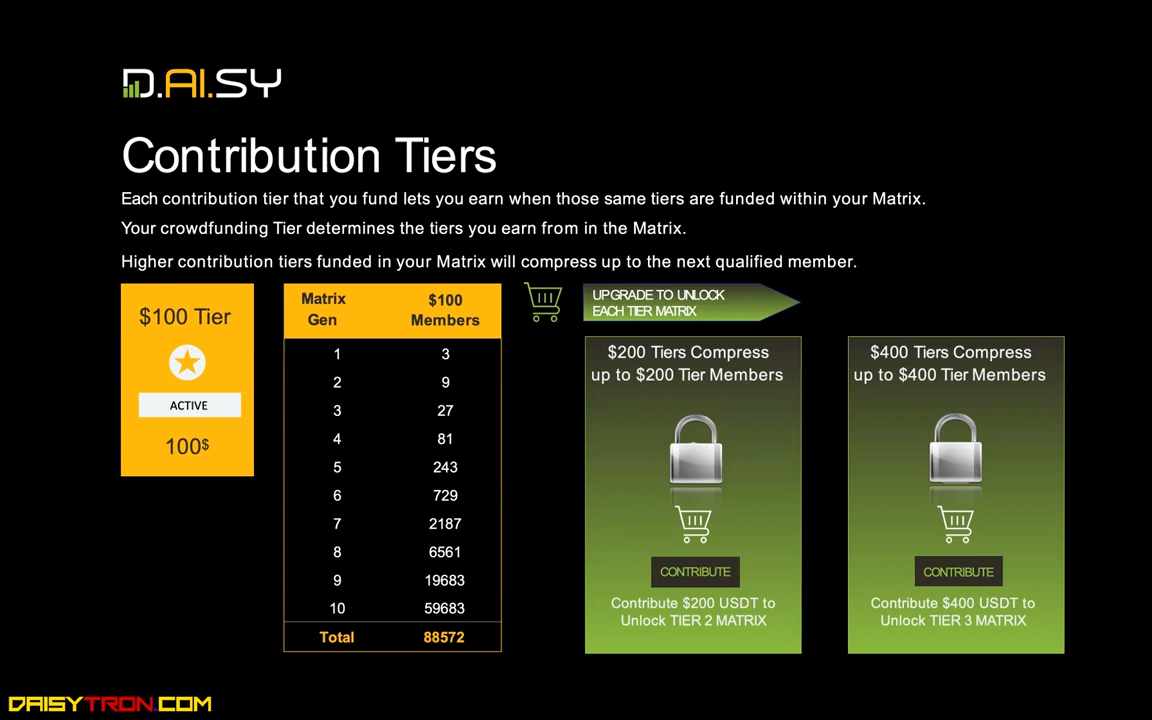 D.AI.SY
Contribution Tiers
Each contribution tier that you fund lets you earn when those same tiers are funded within your Matrix.
Your crowdfunding Tier determines the tiers you earn from in the Matrix.
Higher contribution tiers funded in your Matrix will compress up to the next qualified member.
$100 Tier
ACTIVE
100$
Matrix Gen $100 Members
1 3
2 9
3 27
4 81
5 243
6 729
7 2187
8 6561
9 19683
10 59683
Total 88572
UPGRADE TO UNLOCK
EACH TIER MATRIX
$200 Tiers Compress
up to $200 Tier Members
CONTRIBUTE
Contribute $200 USDT to
Unlock TIER 2 MATRIX
$400 Tiers Compress
up to $400 Tier Members
CONTRIBUTE
Contribute $400 USDT to
Unlock TIER 3 MATRIX
DAISYTRON.COM